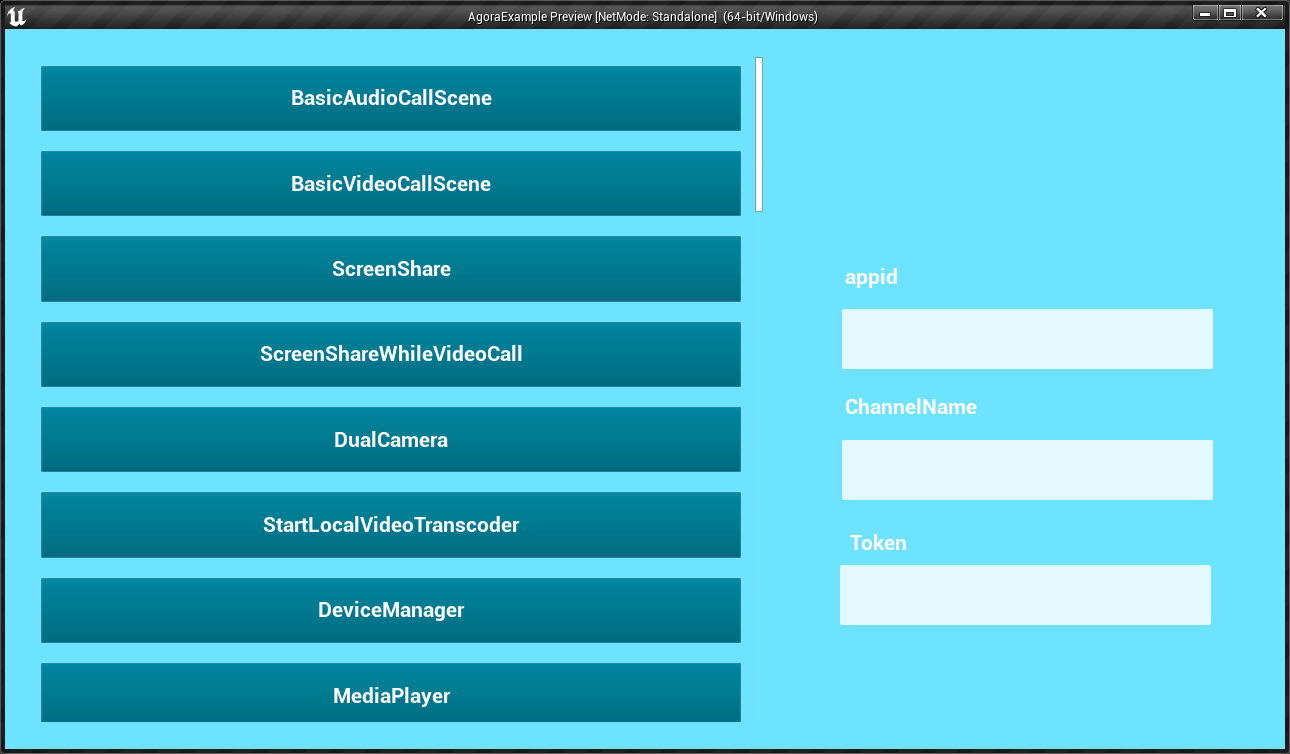 AgoraExample Preview [NetMode: Standalone] (64-bit/Windows)
BasicAudioCallScene
BasicVideoCallScene
ScreenShare
ScreenShareWhileVideoCall
DualCamera
StartLocalVideoTranscoder
DeviceManager
MediaPlayer
appid
ChannelName
Token